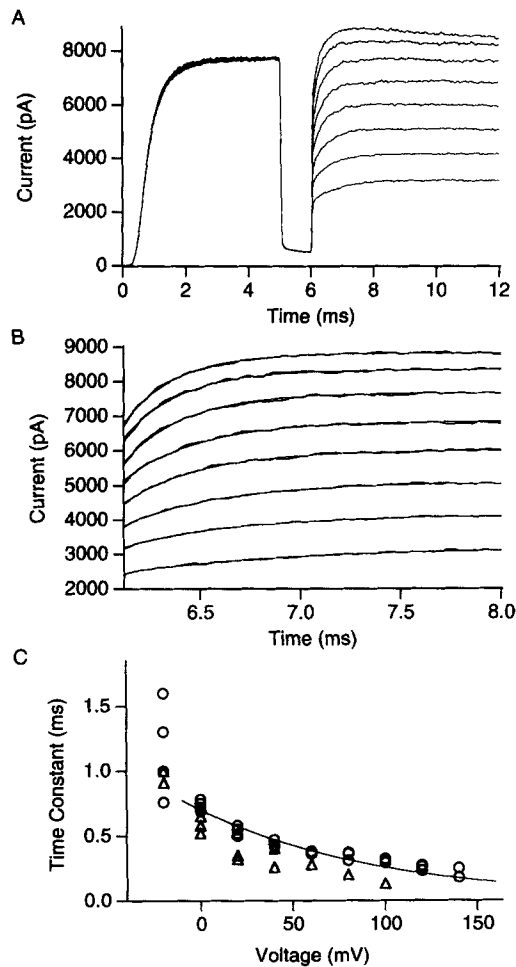 A
8000
6000
4000
2000
0
Current (pA)
0 2 4 6 8 10 12
Time (ms)
B
9000
8000
7000
6000
5000
4000
3000
2000
Current (pA)
6.5 7.0 7.5 8.0
Time (ms)
C
1.5
1.0
0.5
0.0
Time Constant (ms)
0 50 100 150
Voltage (mV)